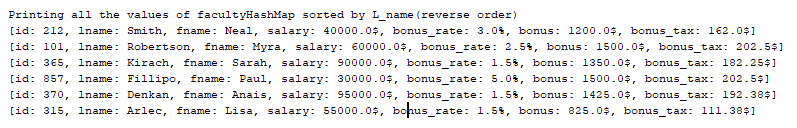 Printing all the values of facultyHashMap sorted by L_name(reverse order)
[id: 212, lname: Smith, fname: Neal, salary: 40000.0$, bonus_rate: 3.0%, bonus: 1200.0$, bonus_tax: 162.0$]
[id: 101, lname: Robertson, fname: Myra, salary: 60000.0$, bonus_rate: 2.5%, bonus: 1500.0$, bonus_tax: 202.5$]
[id: 365, lname: Kirach, fname: Sarah, salary: 90000.0$, bonus_rate: 1.5%, bonus: 1350.0$, bonus_tax: 182.25$]
[id: 857, lname: Fillipo, fname: Paul, salary: 30000.0$, bonus_rate: 5.0%, bonus: 1500.0$, bonus_tax: 202.5$]
[id: 370, lname: Denkan, fname: Anais, salary: 95000.0$, bonus_rate: 1.5%, bonus: 1425.0$, bonus_tax: 192.38$]
[id: 315, lname: Arlec, fname: Lisa, salary: 55000.0$, bonus_rate: 1.5%, bonus: 825.0$, bonus_tax: 111.38$]